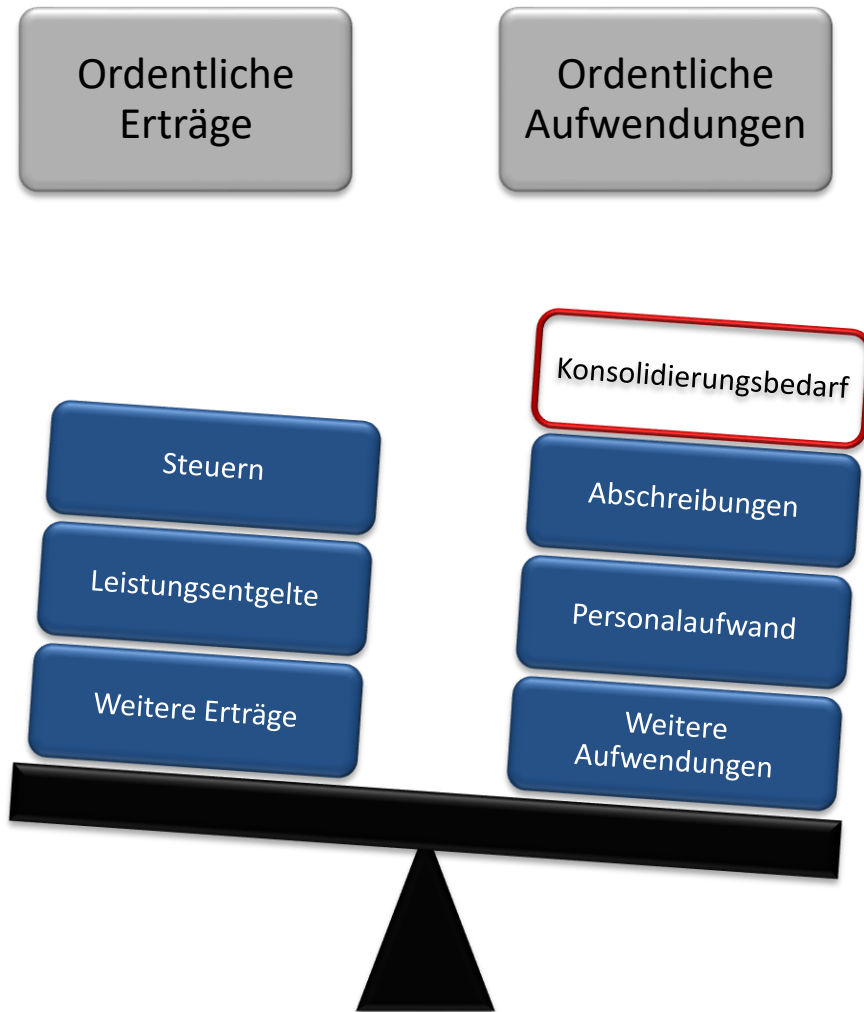 Ordentliche
Erträge
Ordentliche
Aufwendungen
Steuern
Leistungsentgelte
Weitere Erträge
Konsolidierungsbedarf
Abschreibungen
Personalaufwand
Weitere
Aufwendungen